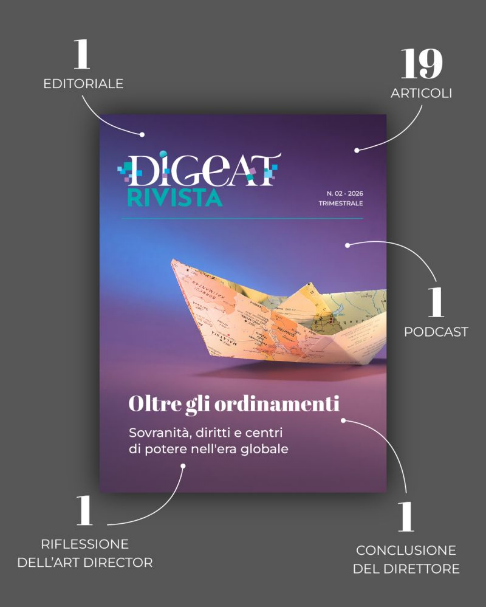 1
EDITORIALE
19
ARTICOLI
DIGEAT
RIVISTA
N. 02 - 2026
TRIMESTRALE
1
PODCAST
Oltre gli ordinamenti
Sovranità, diritti e centri
di potere nell'era globale
1
RIFLESSIONE
DELL'ART DIRECTOR
1
CONCLUSIONE
DEL DIRETTORE